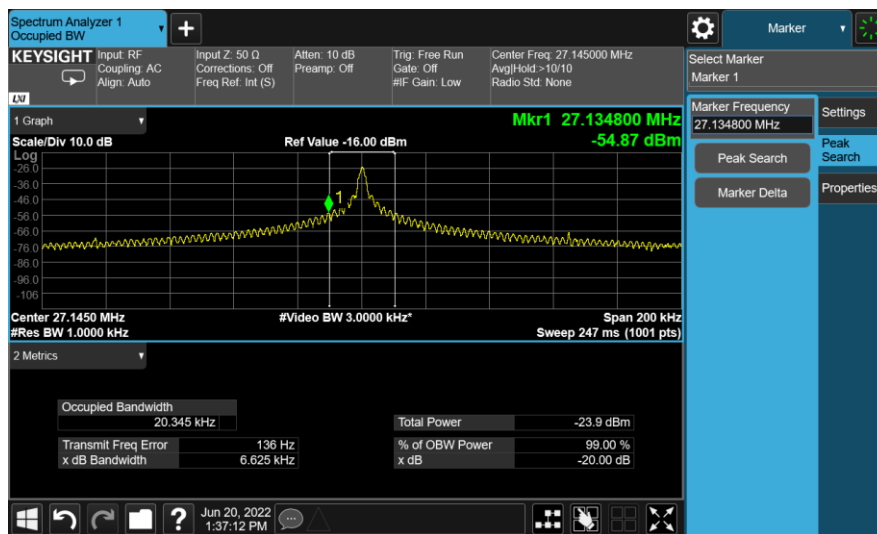 Spectrum Analyzer 1
Occupied BW
+
Marker
KEYSIGHT
LXI
Input: RF
Coupling: AC
Align: Auto
Input Z: 50 Ω
Corrections: Off
Freq Ref: Int (S)
Atten: 10 dB
Preamp: Off
Trig: Free Run
Gate: Off
#IF Gain: Low
Center Freq: 27.145000 MHz
Avg|Hold:>10/10
Radio Std: None
Select Marker
Marker 1
Marker Frequency
27.134800 MHz
Peak Search
Marker Delta
Settings
Peak
Search
Properties
1 Graph
Scale/Div 10.0 dB
Ref Value -16.00 dBm
Mkr1 27.134800 MHz
-54.87 dBm
Log
-26.0
-36.0
-46.0
-56.0
-66.0
-76.0
-86.0
-96.0
-106
1
Center 27.1450 MHz
#Video BW 3.0000 kHz*
Span 200 kHz
#Res BW 1.0000 kHz
Sweep 247 ms (1001 pts)
2 Metrics
Occupied Bandwidth
20.345 kHz
Total Power -23.9 dBm
Transmit Freq Error 136 Hz
% of OBW Power 99.00 %
x dB Bandwidth 6.625 kHz
x dB -20.00 dB
?
Jun 20, 2022
1:37:12 PM